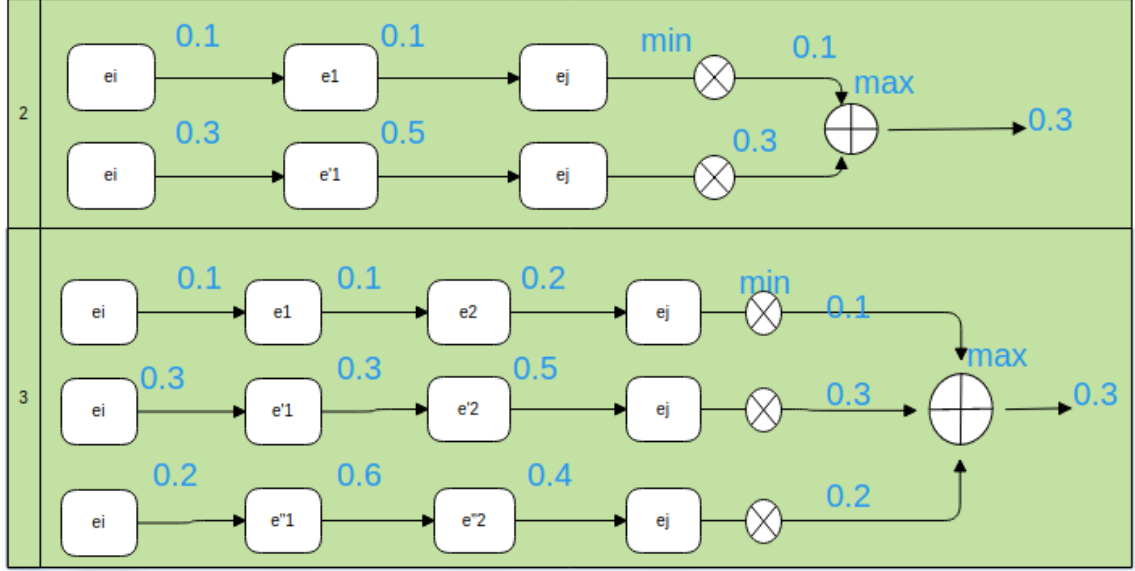 0.1 0.1 min 0.1
ei e1 ej max
2 0.3
0.3 0.5 0.3
ei e'1 ej
0.1 0.1 0.2 min
ei e1 e2 ej 0.1
max
0.3 0.3 0.5
3 ei e'1 e'2 ej 0.3 0.3
0.2 0.6 0.4 0.2
ei e"1 e"2 ej